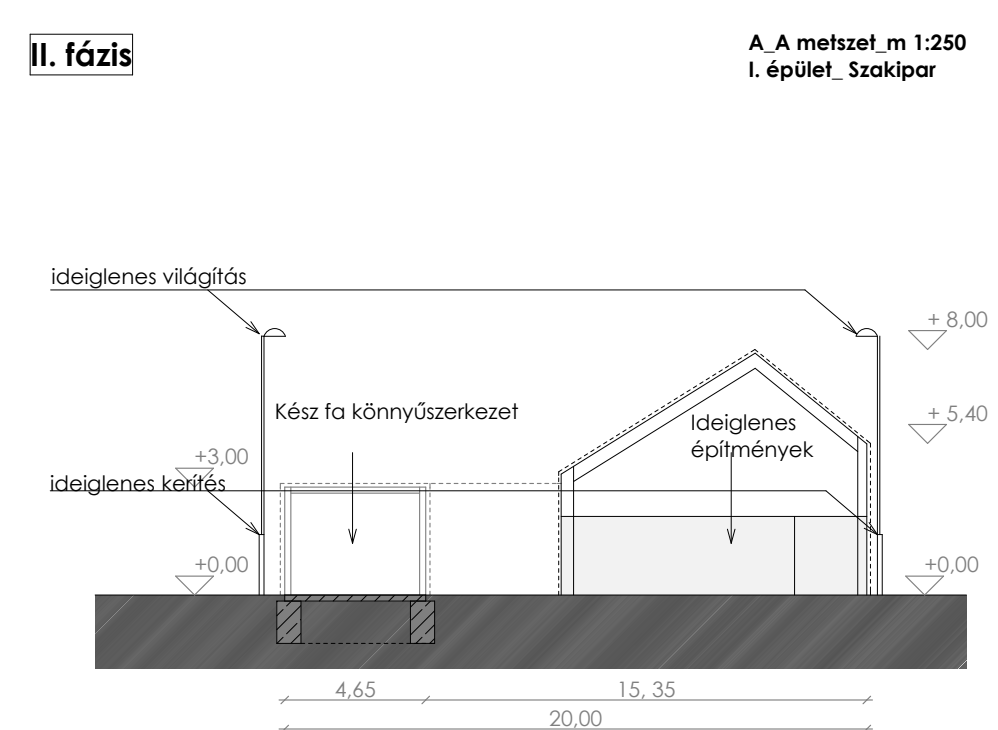 II. fázis
A_A metszet_m 1:250
I. épület_ Szakipar
ideiglenes világítás
+ 8,00
Kész fa könnyűszerkezet
Ideiglenes
építmények
+ 5,40
+3,00
ideiglenes kerítés
+0,00
+0,00
4,65
15, 35
20,00